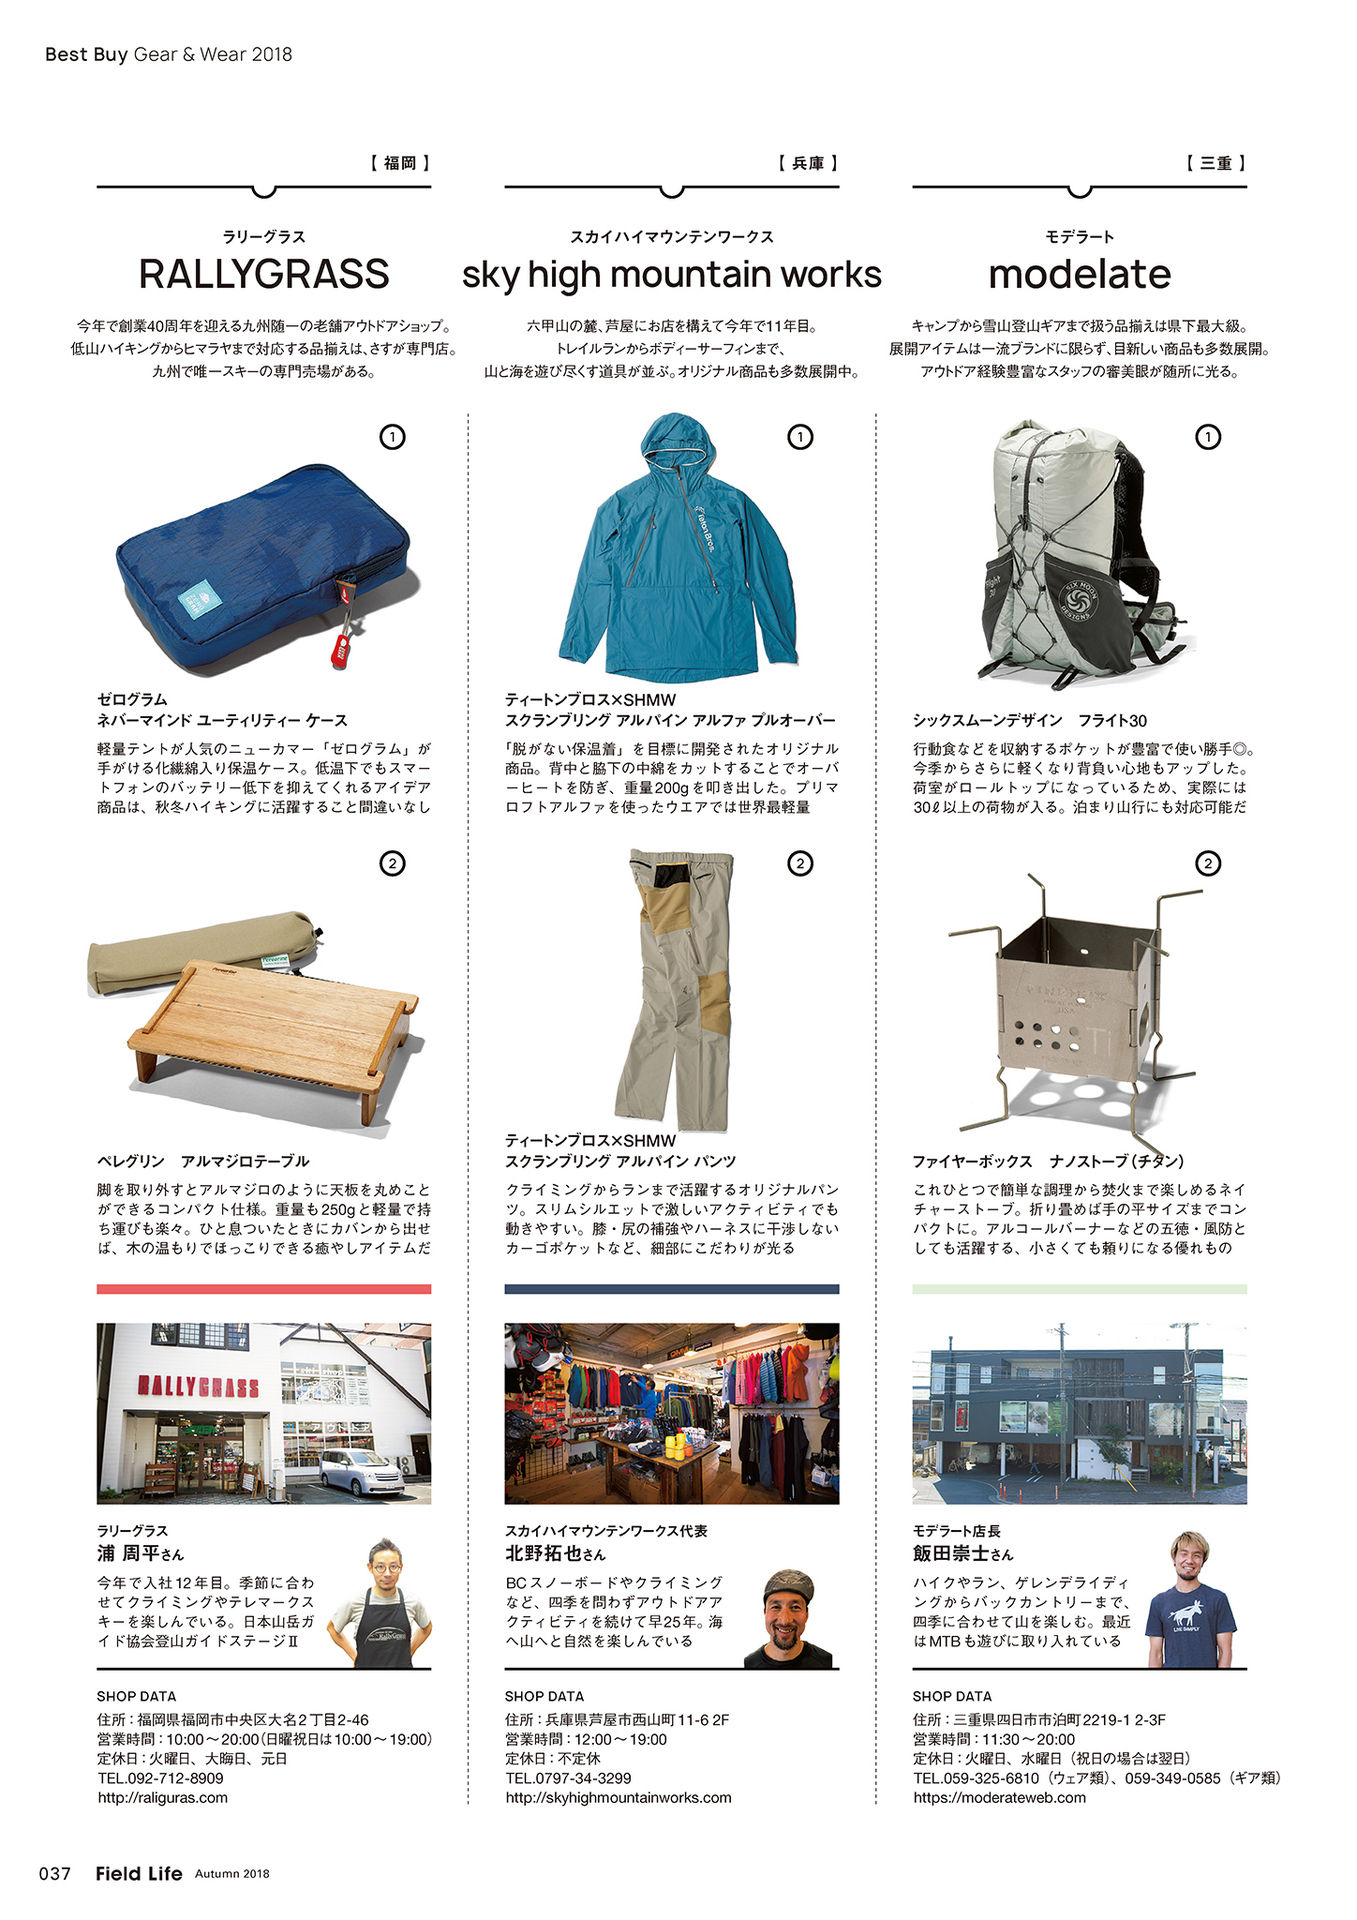 Best Buy Gear & Wear 2018
【 福岡 】
ラリーグラス
RALLYGRASS
今年で創業40周年を迎える九州随一の老舗アウトドアショップ。
低山ハイキングからヒマラヤまで対応する品揃えは、さすが専門店。
九州で唯一スキーの専門売場がある。
1
ゼログラム
ネバーマインド ユーティリティー ケース
軽量テントが人気のニューカマー「ゼログラム」が
手がける化繊綿入り保温ケース。低温下でもスマー
トフォンのバッテリー低下を抑えてくれるアイデア
商品は、秋冬ハイキングに活躍すること間違いなし
2
Peregrine
ペレグリン　アルマジロテーブル
脚を取り外すとアルマジロのように天板を丸めこと
ができるコンパクト仕様。重量も250gと軽量で持
ち運びも楽々。ひと息ついたときにカバンから出せ
ば、木の温もりでほっこりできる癒やしアイテムだ
RALLYGRASS
ラリーグラス
浦 周平さん
今年で入社12年目。季節に合わ
せてクライミングやテレマークス
キーを楽しんでいる。日本山岳ガ
イド協会登山ガイドステージⅡ
RallyGrass
SHOP DATA
住所：福岡県福岡市中央区大名2丁目2-46
営業時間：10:00～20:00（日曜祝日は10:00～19:00）
定休日：火曜日、大晦日、元日
TEL.092-712-8909
http://raliguras.com
【 兵庫 】
スカイハイマウンテンワークス
sky high mountain works
六甲山の麓、芦屋にお店を構えて今年で11年目。
トレイルランからボディーサーフィンまで、
山と海を遊び尽くす道具が並ぶ。オリジナル商品も多数展開中。
1
Teton Bros.
ティートンブロス×SHMW
スクランブリング アルパイン アルファ プルオーバー
「脱がない保温着」を目標に開発されたオリジナル
商品。背中と脇下の中綿をカットすることでオーバ
ーヒートを防ぎ、重量200gを叩き出した。プリマ
ロフトアルファを使ったウエアでは世界最軽量
2
ティートンブロス×SHMW
スクランブリング アルパイン パンツ
クライミングからランまで活躍するオリジナルパン
ツ。スリムシルエットで激しいアクティビティでも
動きやすい。膝・尻の補強やハーネスに干渉しない
カーゴポケットなど、細部にこだわりが光る
スカイハイマウンテンワークス代表
北野拓也さん
BCスノーボードやクライミング
など、四季を問わずアウトドアア
クティビティを続けて早25年。海
へ山へと自然を楽しんでいる
SHOP DATA
住所：兵庫県芦屋市西山町11-6 2F
営業時間：12:00～19:00
定休日：不定休
TEL.0797-34-3299
http://skyhighmountainworks.com
【 三重 】
モデラート
modelate
キャンプから雪山登山ギアまで扱う品揃えは県下最大級。
展開アイテムは一流ブランドに限らず、目新しい商品も多数展開。
アウトドア経験豊富なスタッフの審美眼が随所に光る。
1
SIX MOON DESIGNS
シックスムーンデザイン　フライト30
行動食などを収納するポケットが豊富で使い勝手◎。
今季からさらに軽くなり背負い心地もアップした。
荷室がロールトップになっているため、実際には
30ℓ以上の荷物が入る。泊まり山行にも対応可能だ
2
ファイヤーボックス　ナノストーブ（チタン）
これひとつで簡単な調理から焚火まで楽しめるネイ
チャーストーブ。折り畳めば手の平サイズまでコン
パクトに。アルコールバーナーなどの五徳・風防と
しても活躍する、小さくても頼りになる優れもの
モデラート店長
飯田崇士さん
ハイクやラン、ゲレンデライディ
ングからバックカントリーまで、
四季に合わせて山を楽しむ。最近
はMTBも遊びに取り入れている
LIVE SIMPLY
SHOP DATA
住所：三重県四日市市泊町2219-1 2-3F
営業時間：11:30～20:00
定休日：火曜日、水曜日（祝日の場合は翌日）
TEL.059-325-6810（ウェア類）、059-349-0585（ギア類）
https://moderateweb.com
037 Field Life Autumn 2018